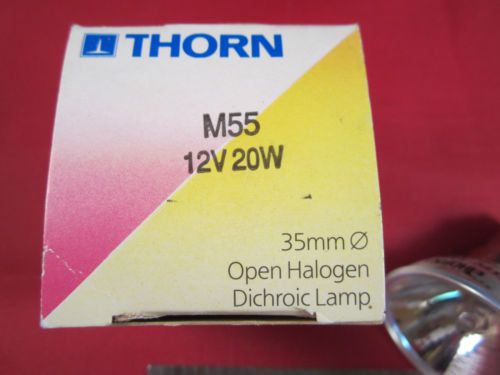 THORN
M55
12V 20W
35mm Ø
Open Halogen
Dichroic Lamp